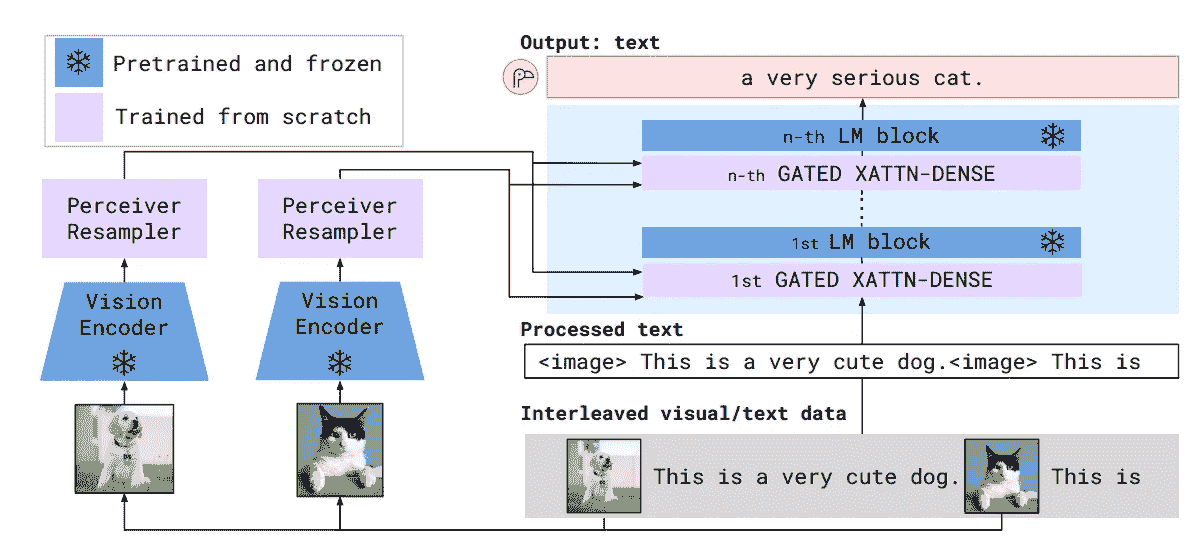 Pretrained and frozen
Trained from scratch
Perceiver
Resampler
Perceiver
Resampler
Vision
Encoder
Vision
Encoder
Output: text
a very serious cat.
n-th LM block
n-th GATED XATTN-DENSE
1st LM block
1st GATED XATTN-DENSE
Processed text
<image> This is a very cute dog.<image> This is
Interleaved visual/text data
This is a very cute dog. This is